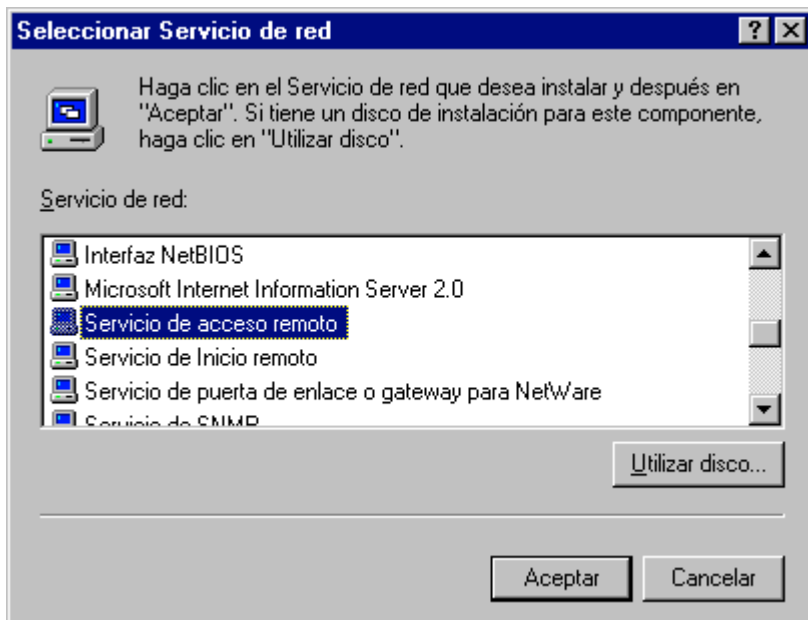 Seleccionar Servicio de red
Haga clic en el Servicio de red que desea instalar y después en
"Aceptar". Si tiene un disco de instalación para este componente,
haga clic en "Utilizar disco".
Servicio de red:
Interfaz NetBIOS
Microsoft Internet Information Server 2.0
Servicio de acceso remoto
Servicio de Inicio remoto
Servicio de puerta de enlace o gateway para NetWare
Servicio de SNMP
Utilizar disco...
Aceptar
Cancelar